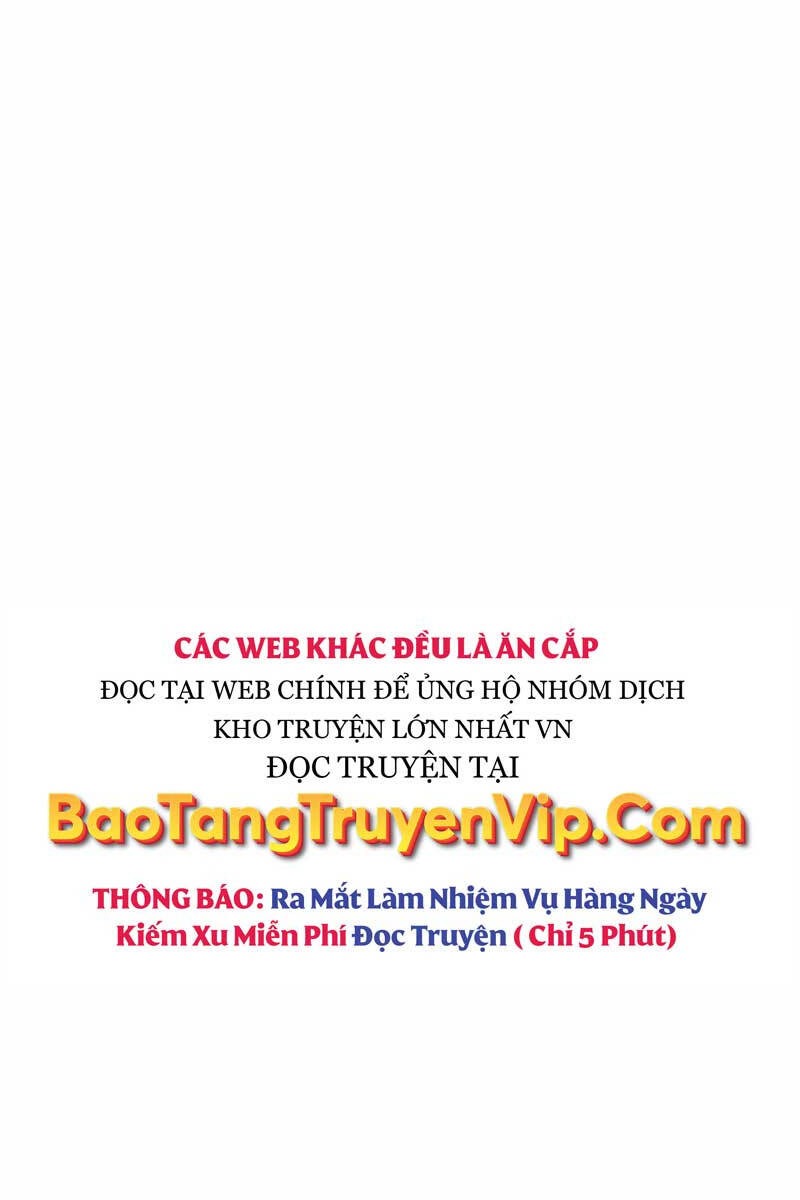 CÁC WEB KHÁC ĐỀU LÀ ĂN CẮP
ĐỌC TẠI WEB CHÍNH ĐỂ ỦNG HỘ NHÓM DỊCH
KHO TRUYỆN LỚN NHẤT VN
ĐỌC TRUYỆN TẠI
BaoTangTruyenVip.Com
THÔNG BÁO: Ra Mắt Làm Nhiệm Vụ Hàng Ngày
Kiếm Xu Miễn Phí Đọc Truyện ( Chỉ 5 Phút)